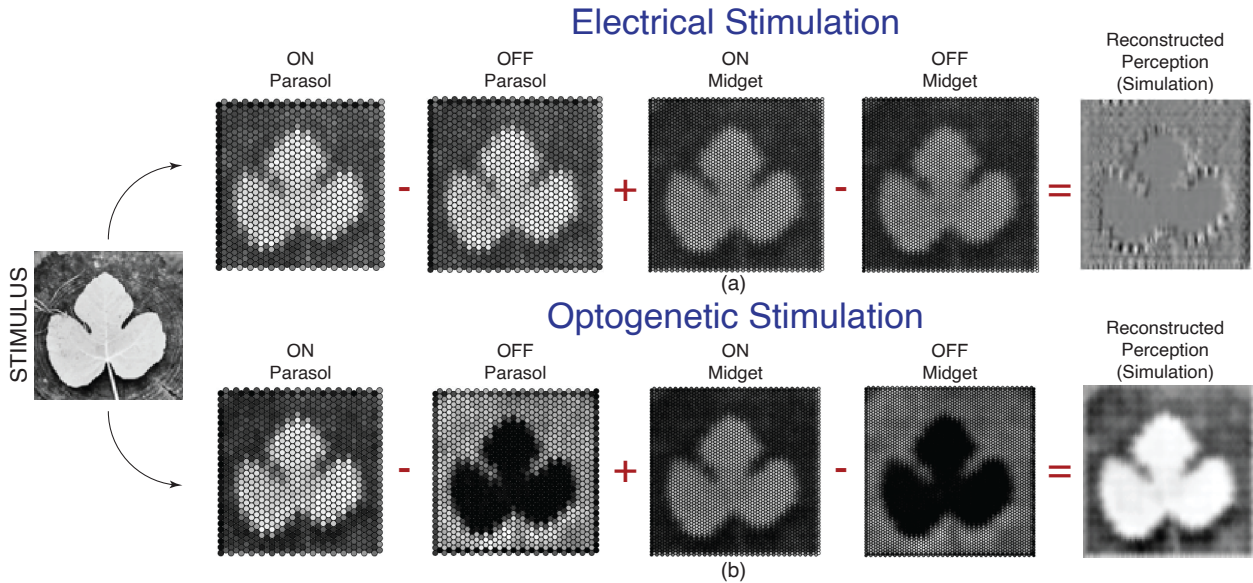 Electrical Stimulation
ON
Parasol
OFF
Parasol
ON
Midget
OFF
Midget
Reconstructed
Perception
(Simulation)
- + - =
(a)
STIMULUS
Optogenetic Stimulation
ON
Parasol
OFF
Parasol
ON
Midget
OFF
Midget
Reconstructed
Perception
(Simulation)
- + - =
(b)